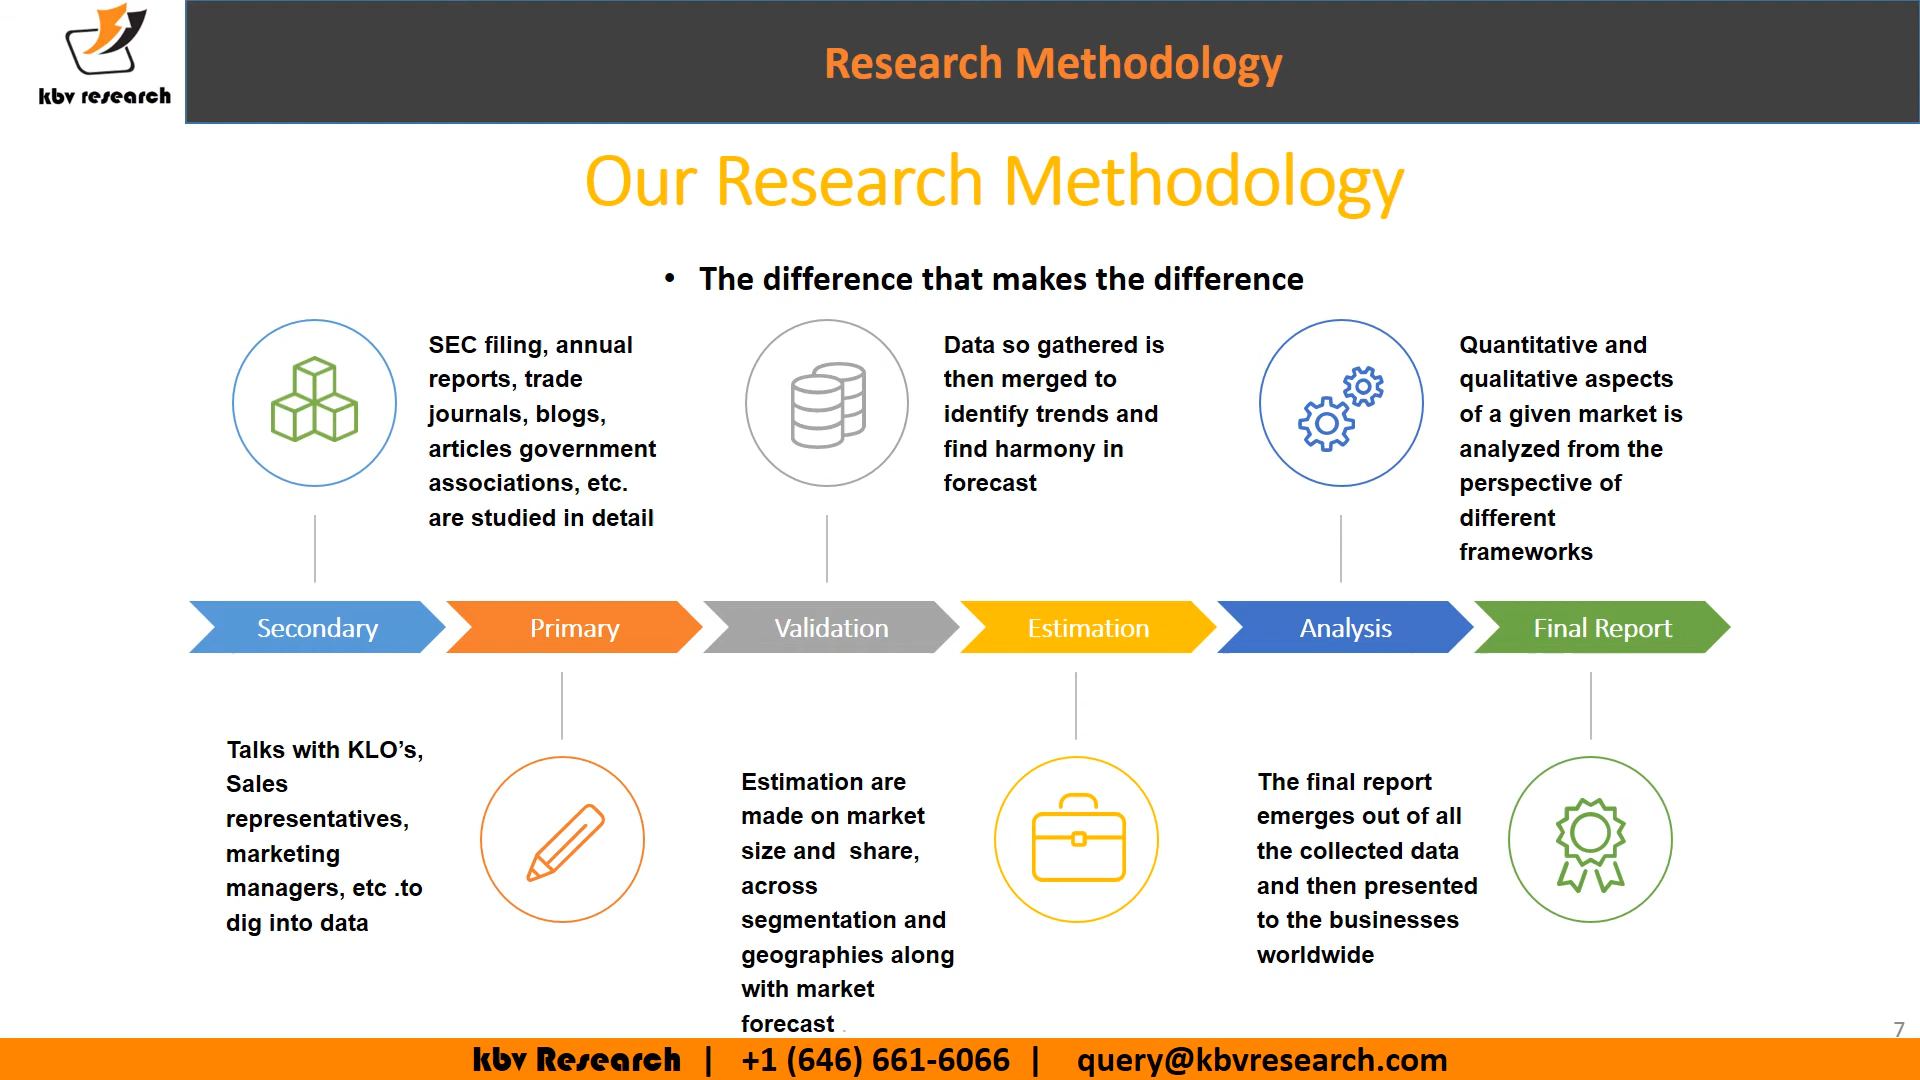 kbv research
Research Methodology
Our Research Methodology
• The difference that makes the difference
SEC filing, annual
reports, trade
journals, blogs,
articles government
associations, etc.
are studied in detail
Data so gathered is
then merged to
identify trends and
find harmony in
forecast
Quantitative and
qualitative aspects
of a given market is
analyzed from the
perspective of
different
frameworks
Secondary
Primary
Validation
Estimation
Analysis
Final Report
Talks with KLO’s,
Sales
representatives,
marketing
managers, etc .to
dig into data
Estimation are
made on market
size and  share,
across
segmentation and
geographies along
with market
forecast .
The final report
emerges out of all
the collected data
and then presented
to the businesses
worldwide
7
kbv Research | +1 (646) 661-6066 | query@kbvresearch.com